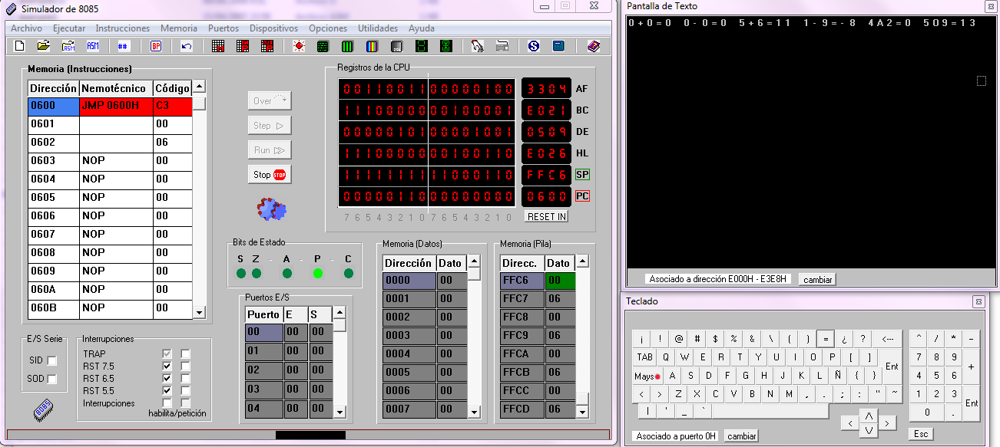 Simulador de 8085
Archivo Ejecutar Instrucciones Memoria Puertos Dispositivos Opciones Utilidades Ayuda
ASM ASM ## BP
Memoria (Instrucciones)
Dirección Nemotécnico Código
0600 JMP 0600H C3
0601 00
0602 06
0603 NOP 00
0604 NOP 00
0605 NOP 00
0606 NOP 00
0607 NOP 00
0608 NOP 00
0609 NOP 00
060A NOP 00
060B NOP 00
Over
Step
Run
Stop STOP
Registros de la CPU
00110011 00000100 3304 AF
11100000 00100001 E021 BC
00000101 00001001 0509 DE
11100000 00100110 E026 HL
11111111 11000110 FFC6 SP
00000110 00000000 0600 PC
7 6 5 4 3 2 1 0 7 6 5 4 3 2 1 0
RESET IN
Bits de Estado
S Z - A - P - C
Puertos E/S
Puerto E S
00 00 00
01 00 00
02 00 00
03 00 00
04 00 00
Memoria (Datos)
Dirección Dato
0000 00
0001 00
0002 00
0003 00
0004 00
0005 00
0006 00
0007 00
Memoria (Pila)
Direcc. Dato
FFC6 00
FFC7 06
FFC8 00
FFC9 06
FFCA 00
FFCB 06
FFCC 00
FFCD 06
E/S Serie
SID
SOD
8085
Interrupciones
TRAP
RST 7.5
RST 6.5
RST 5.5
Interrupciones
habilita/petición
Pantalla de Texto
0+0=0 0-0=0 5+6=11 1-9=-8 4A2=0 5O9=13
Asociado a dirección E000H - E3E8H cambiar
Teclado
¡ ! @ # $ % & \ ( ) = ¿ ? <--- ^ / * -
TAB Q W E R T Y U I O P [ ] Ent 7 8 9 +
Mays A S D F G H J K L Ñ { } 4 5 6
< > Z X C V B N M , . ; : " ~ 1 2 3 Ent
| ' _ ` 0 .
/\
< \/ >
Asociado a puerto 0H cambiar Esc